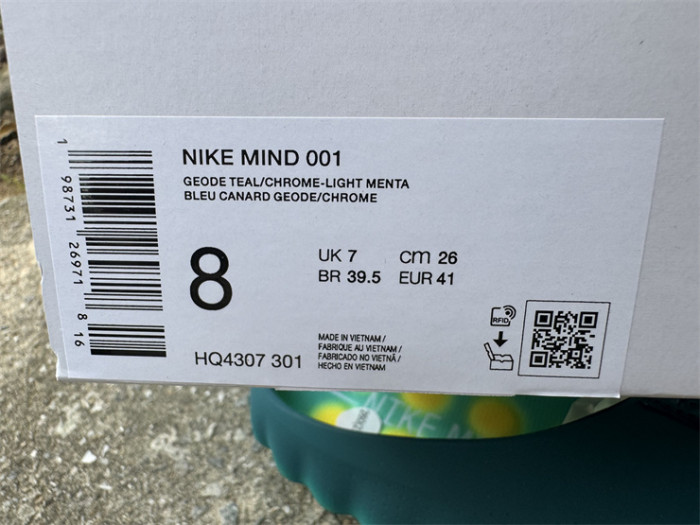 NIKE MIND 001
GEODE TEAL/CHROME-LIGHT MENTA
BLEU CANARD GEODE/CHROME
8
UK 7 cm 26
BR 39.5 EUR 41
HQ4307 301
MADE IN VIETNAM /
FABRIQUE AU VIETNAM /
FABRICADO NO VIETNÃ /
HECHO EN VIETNAM
RFID
1 98731 26971 8 16
NIKE M